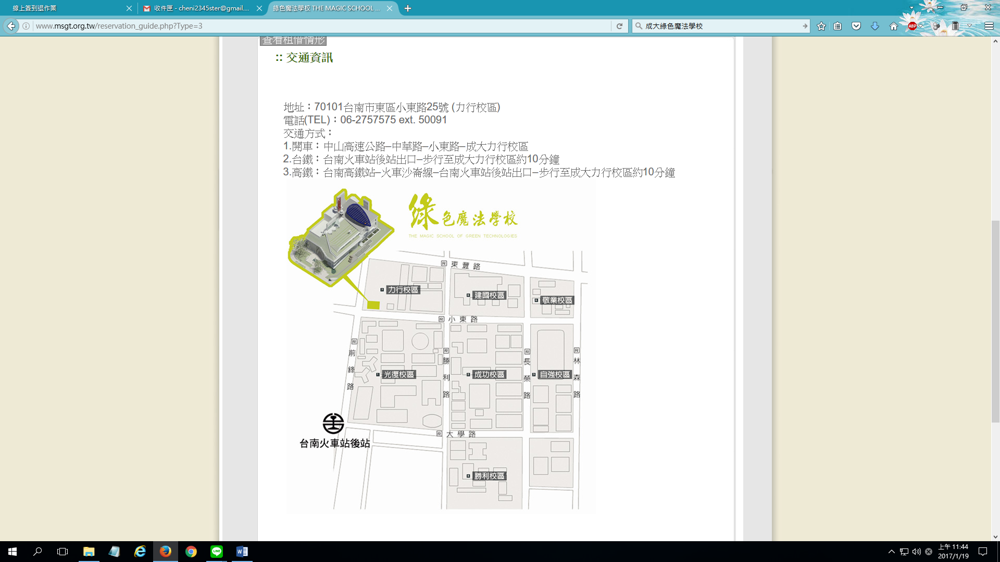 線上簽到退作業
收件匣 - cheni2345ster@gmail....
綠色魔法學校 THE MAGIC SCHOOL ...
www.msgt.org.tw/reservation_guide.php?Type=3
成大綠色魔法學校
ABP
查看租借情形
:: 交通資訊
地址：70101台南市東區小東路25號 (力行校區)
電話(TEL)：06-2757575 ext. 50091
交通方式：
1.開車：中山高速公路–中華路–小東路–成大力行校區
2.台鐵：台南火車站後站出口–步行至成大力行校區約10分鐘
3.高鐵：台南高鐵站–火車沙崙線–台南火車站後站出口–步行至成大力行校區約10分鐘
綠色魔法學校
THE MAGIC SCHOOL OF GREEN TECHNOLOGIES
R 東豐路
力行校區
建國校區
敬業校區
R 小東路
R 前鋒路
R 勝利路
R 長榮路
R 林森路
光復校區
成功校區
自強校區
台南火車站後站
R 大學路
勝利校區
LINE
上午 11:44
2017/1/19